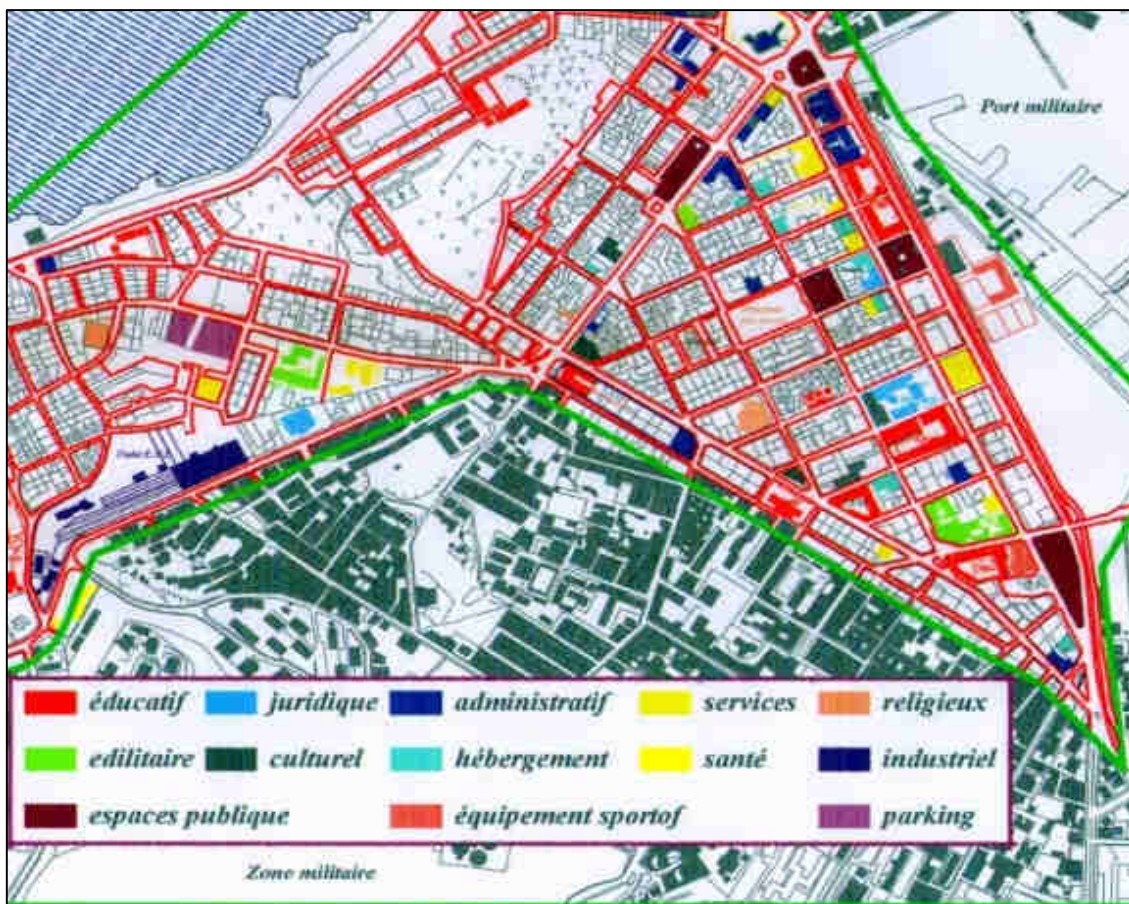 Port militaire
éducatif juridique administratif services religieux
edilitaire culturel hébergement santé industriel
espaces publique équipement sportof parking
Zone militaire